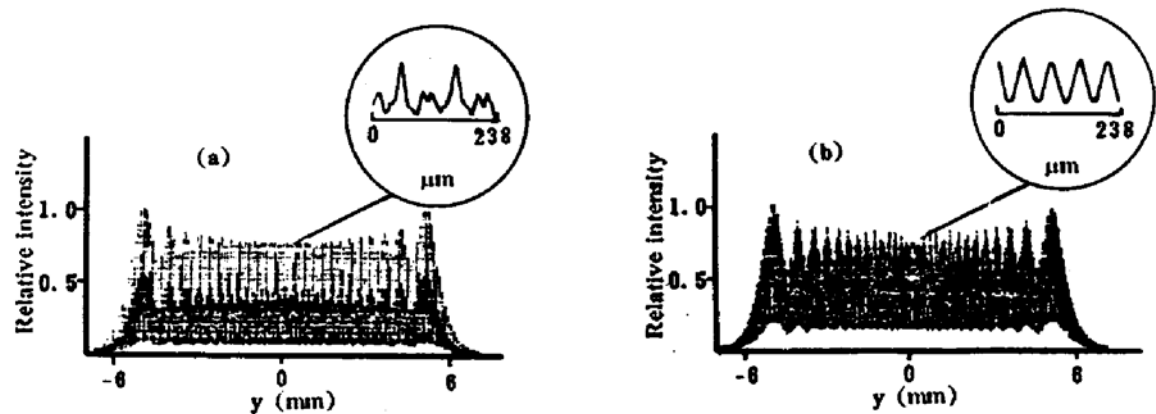 0 238
μm
(a)
Relative intensity
1.0
0.5
-6 0 6
y (mm)
0 238
μm
(b)
Relative intensity
1.0
0.5
-6 0 6
y (mm)